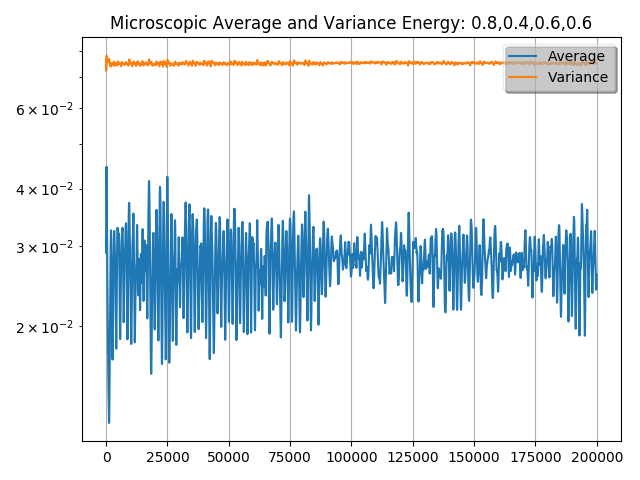 Microscopic Average and Variance Energy: 0.8,0.4,0.6,0.6
Average
Variance
6 × 10⁻²
4 × 10⁻²
3 × 10⁻²
2 × 10⁻²
0 25000 50000 75000 100000 125000 150000 175000 200000